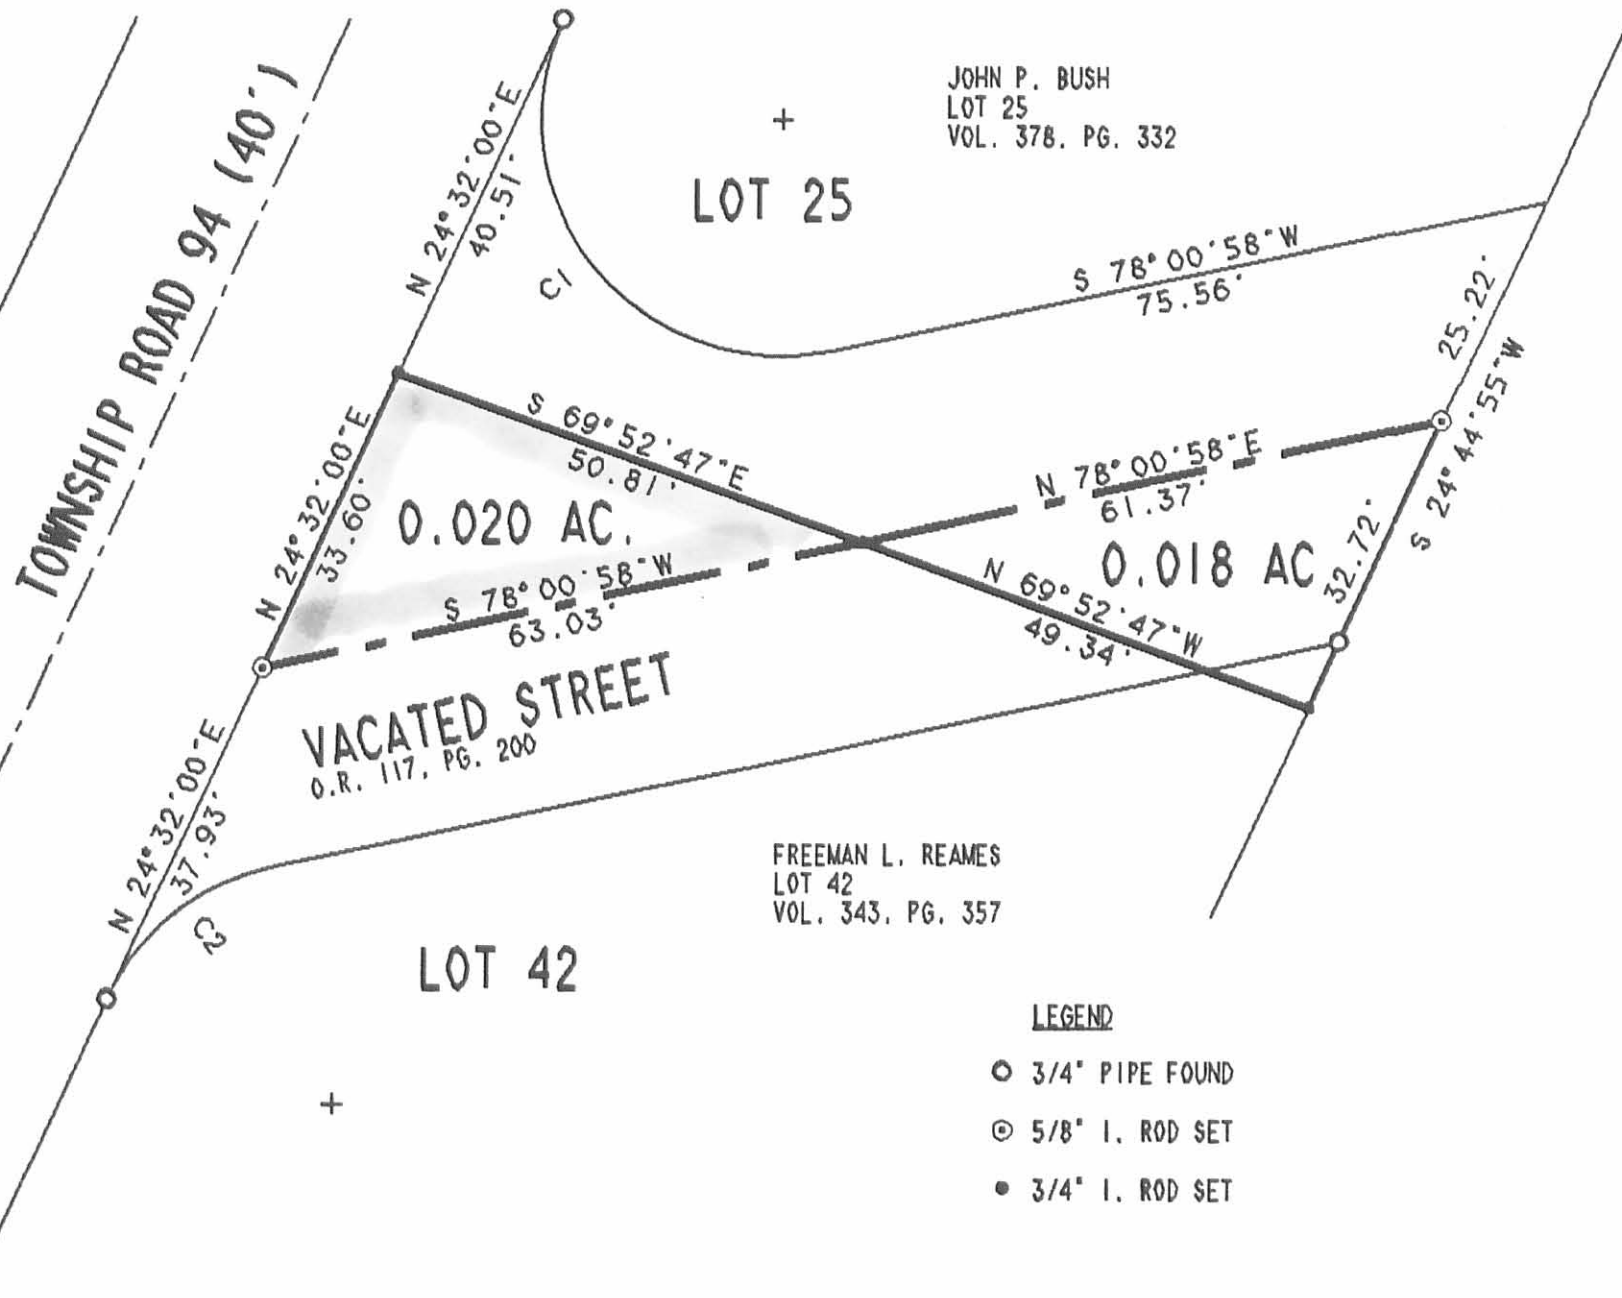 JOHN P. BUSH
LOT 25
VOL. 378. PG. 332
LOT 25
TOWNSHIP ROAD 94 (40')
N 24°32'00"E
40.51'
C1
S 78°00'58"W
75.56'
25.22'
S 24°44'55"W
S 69°52'47"E
50.81'
N 24°32'00"E
33.60'
0.020 AC.
N 78°00'58"E
61.37'
0.018 AC
32.72'
S 78°00'58"W
63.03'
N 69°52'47"W
49.34'
VACATED STREET
O.R. 117. PG. 200
N 24°32'00"E
37.93'
C2
FREEMAN L. REAMES
LOT 42
VOL. 343. PG. 357
LOT 42
LEGEND
3/4" PIPE FOUND
5/8" I. ROD SET
3/4" I. ROD SET